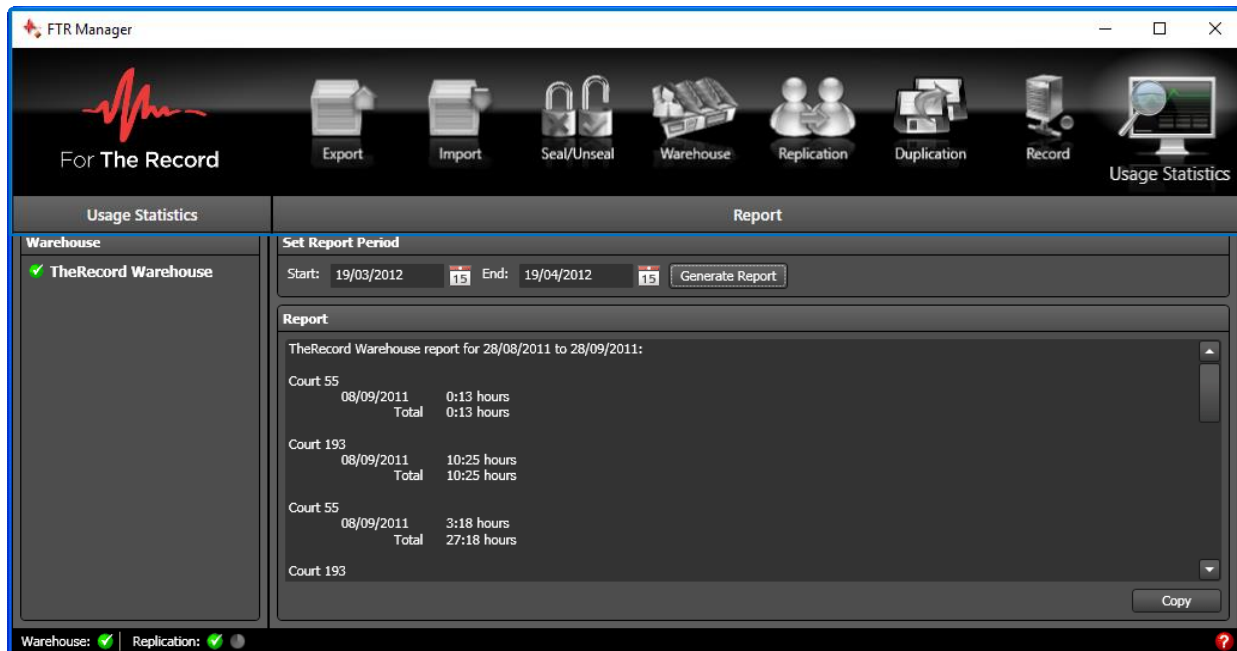 FTR Manager
For The Record
Export Import Seal/Unseal Warehouse Replication Duplication Record Usage Statistics
Usage Statistics Report
Warehouse
TheRecord Warehouse
Set Report Period
Start: 19/03/2012 15 End: 19/04/2012 15 Generate Report
Report
TheRecord Warehouse report for 28/08/2011 to 28/09/2011:
Court 55
08/09/2011 0:13 hours
Total 0:13 hours
Court 193
08/09/2011 10:25 hours
Total 10:25 hours
Court 55
08/09/2011 3:18 hours
Total 27:18 hours
Court 193
Copy
Warehouse: Replication: ?